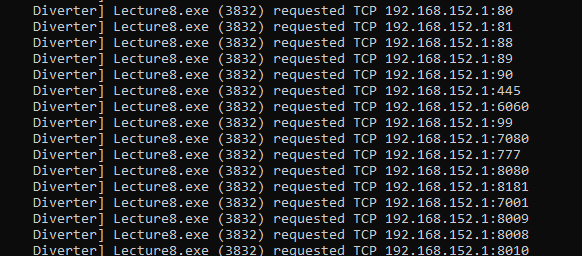 Diverter] Lecture8.exe (3832) requested TCP 192.168.152.1:80
Diverter] Lecture8.exe (3832) requested TCP 192.168.152.1:81
Diverter] Lecture8.exe (3832) requested TCP 192.168.152.1:88
Diverter] Lecture8.exe (3832) requested TCP 192.168.152.1:89
Diverter] Lecture8.exe (3832) requested TCP 192.168.152.1:90
Diverter] Lecture8.exe (3832) requested TCP 192.168.152.1:445
Diverter] Lecture8.exe (3832) requested TCP 192.168.152.1:6060
Diverter] Lecture8.exe (3832) requested TCP 192.168.152.1:99
Diverter] Lecture8.exe (3832) requested TCP 192.168.152.1:7080
Diverter] Lecture8.exe (3832) requested TCP 192.168.152.1:777
Diverter] Lecture8.exe (3832) requested TCP 192.168.152.1:8080
Diverter] Lecture8.exe (3832) requested TCP 192.168.152.1:8181
Diverter] Lecture8.exe (3832) requested TCP 192.168.152.1:7001
Diverter] Lecture8.exe (3832) requested TCP 192.168.152.1:8009
Diverter] Lecture8.exe (3832) requested TCP 192.168.152.1:8008
Diverter] Lecture8.exe (3832) requested TCP 192.168.152.1:8010